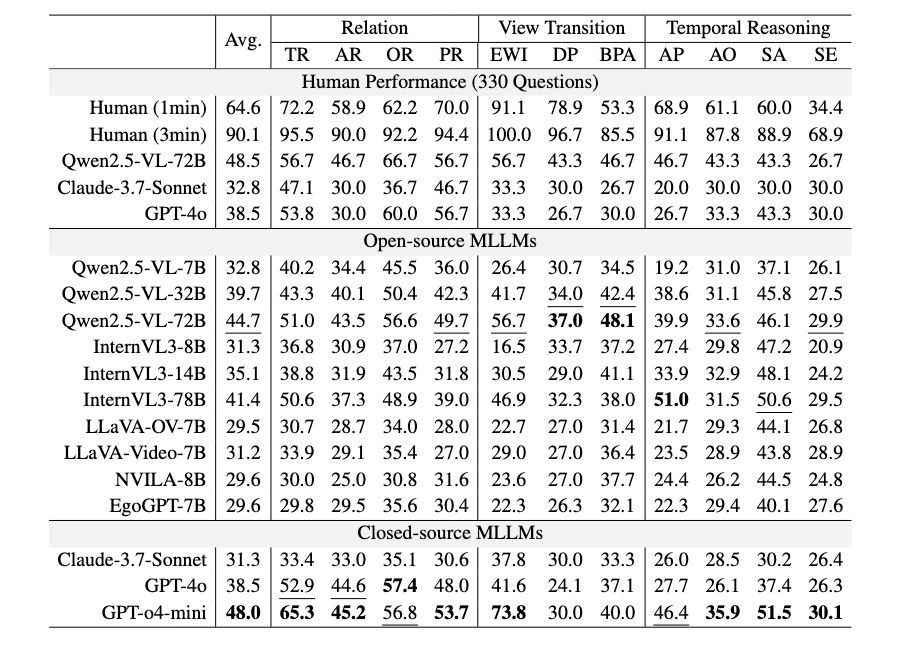 Avg. Relation View Transition Temporal Reasoning
TR AR OR PR EWI DP BPA AP AO SA SE
Human Performance (330 Questions)
Human (1min) 64.6 72.2 58.9 62.2 70.0 91.1 78.9 53.3 68.9 61.1 60.0 34.4
Human (3min) 90.1 95.5 90.0 92.2 94.4 100.0 96.7 85.5 91.1 87.8 88.9 68.9
Qwen2.5-VL-72B 48.5 56.7 46.7 66.7 56.7 56.7 43.3 46.7 46.7 43.3 43.3 26.7
Claude-3.7-Sonnet 32.8 47.1 30.0 36.7 46.7 33.3 30.0 26.7 20.0 30.0 30.0 30.0
GPT-4o 38.5 53.8 30.0 60.0 56.7 33.3 26.7 30.0 26.7 33.3 43.3 30.0
Open-source MLLMs
Qwen2.5-VL-7B 32.8 40.2 34.4 45.5 36.0 26.4 30.7 34.5 19.2 31.0 37.1 26.1
Qwen2.5-VL-32B 39.7 43.3 40.1 50.4 42.3 41.7 34.0 42.4 38.6 31.1 45.8 27.5
Qwen2.5-VL-72B 44.7 51.0 43.5 56.6 49.7 56.7 37.0 48.1 39.9 33.6 46.1 29.9
InternVL3-8B 31.3 36.8 30.9 37.0 27.2 16.5 33.7 37.2 27.4 29.8 47.2 20.9
InternVL3-14B 35.1 38.8 31.9 43.5 31.8 30.5 29.0 41.1 33.9 32.9 48.1 24.2
InternVL3-78B 41.4 50.6 37.3 48.9 39.0 46.9 32.3 38.0 51.0 31.5 50.6 29.5
LLaVA-OV-7B 29.5 30.7 28.7 34.0 28.0 22.7 27.0 31.4 21.7 29.3 44.1 26.8
LLaVA-Video-7B 31.2 33.9 29.1 35.4 27.0 29.0 27.0 36.4 23.5 28.9 43.8 28.9
NVILA-8B 29.6 30.0 25.0 30.8 31.6 23.6 27.0 37.7 24.4 26.2 44.5 24.8
EgoGPT-7B 29.6 29.8 29.5 35.6 30.4 22.3 26.3 32.1 22.3 29.4 40.1 27.6
Closed-source MLLMs
Claude-3.7-Sonnet 31.3 33.4 33.0 35.1 30.6 37.8 30.0 33.3 26.0 28.5 30.2 26.4
GPT-4o 38.5 52.9 44.6 57.4 48.0 41.6 24.1 37.1 27.7 26.1 37.4 26.3
GPT-o4-mini 48.0 65.3 45.2 56.8 53.7 73.8 30.0 40.0 46.4 35.9 51.5 30.1